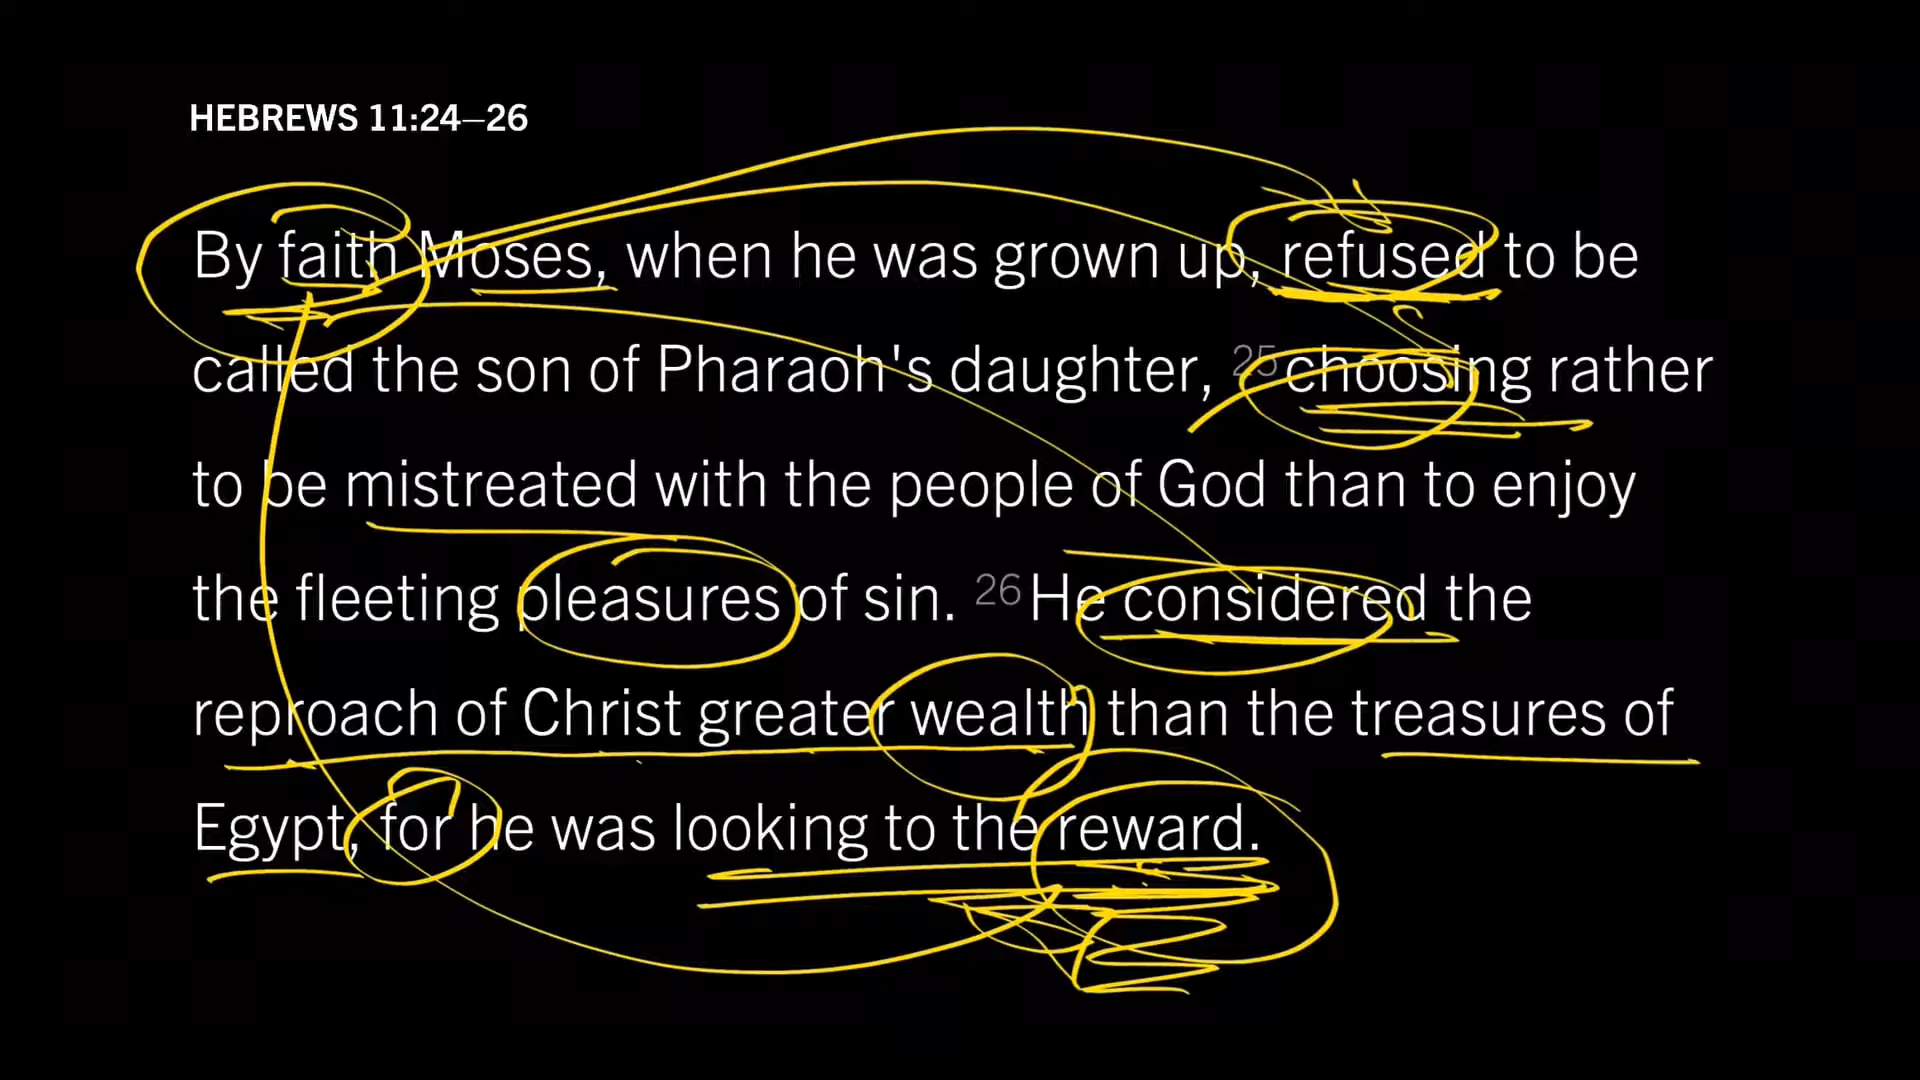 HEBREWS 11:24–26
By faith Moses, when he was grown up, refused to be
called the son of Pharaoh's daughter, 25 choosing rather
to be mistreated with the people of God than to enjoy
the fleeting pleasures of sin. 26 He considered the
reproach of Christ greater wealth than the treasures of
Egypt, for he was looking to the reward.